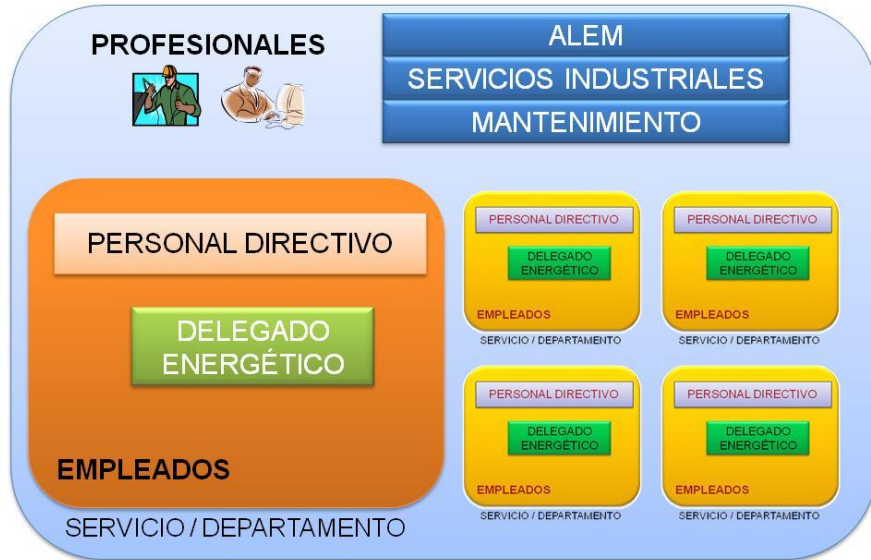 PROFESIONALES
ALEM
SERVICIOS INDUSTRIALES
MANTENIMIENTO
PERSONAL DIRECTIVO
DELEGADO
ENERGÉTICO
EMPLEADOS
SERVICIO / DEPARTAMENTO
PERSONAL DIRECTIVO
DELEGADO
ENERGÉTICO
EMPLEADOS
SERVICIO / DEPARTAMENTO
PERSONAL DIRECTIVO
DELEGADO
ENERGÉTICO
EMPLEADOS
SERVICIO / DEPARTAMENTO
PERSONAL DIRECTIVO
DELEGADO
ENERGÉTICO
EMPLEADOS
SERVICIO / DEPARTAMENTO
PERSONAL DIRECTIVO
DELEGADO
ENERGÉTICO
EMPLEADOS
SERVICIO / DEPARTAMENTO